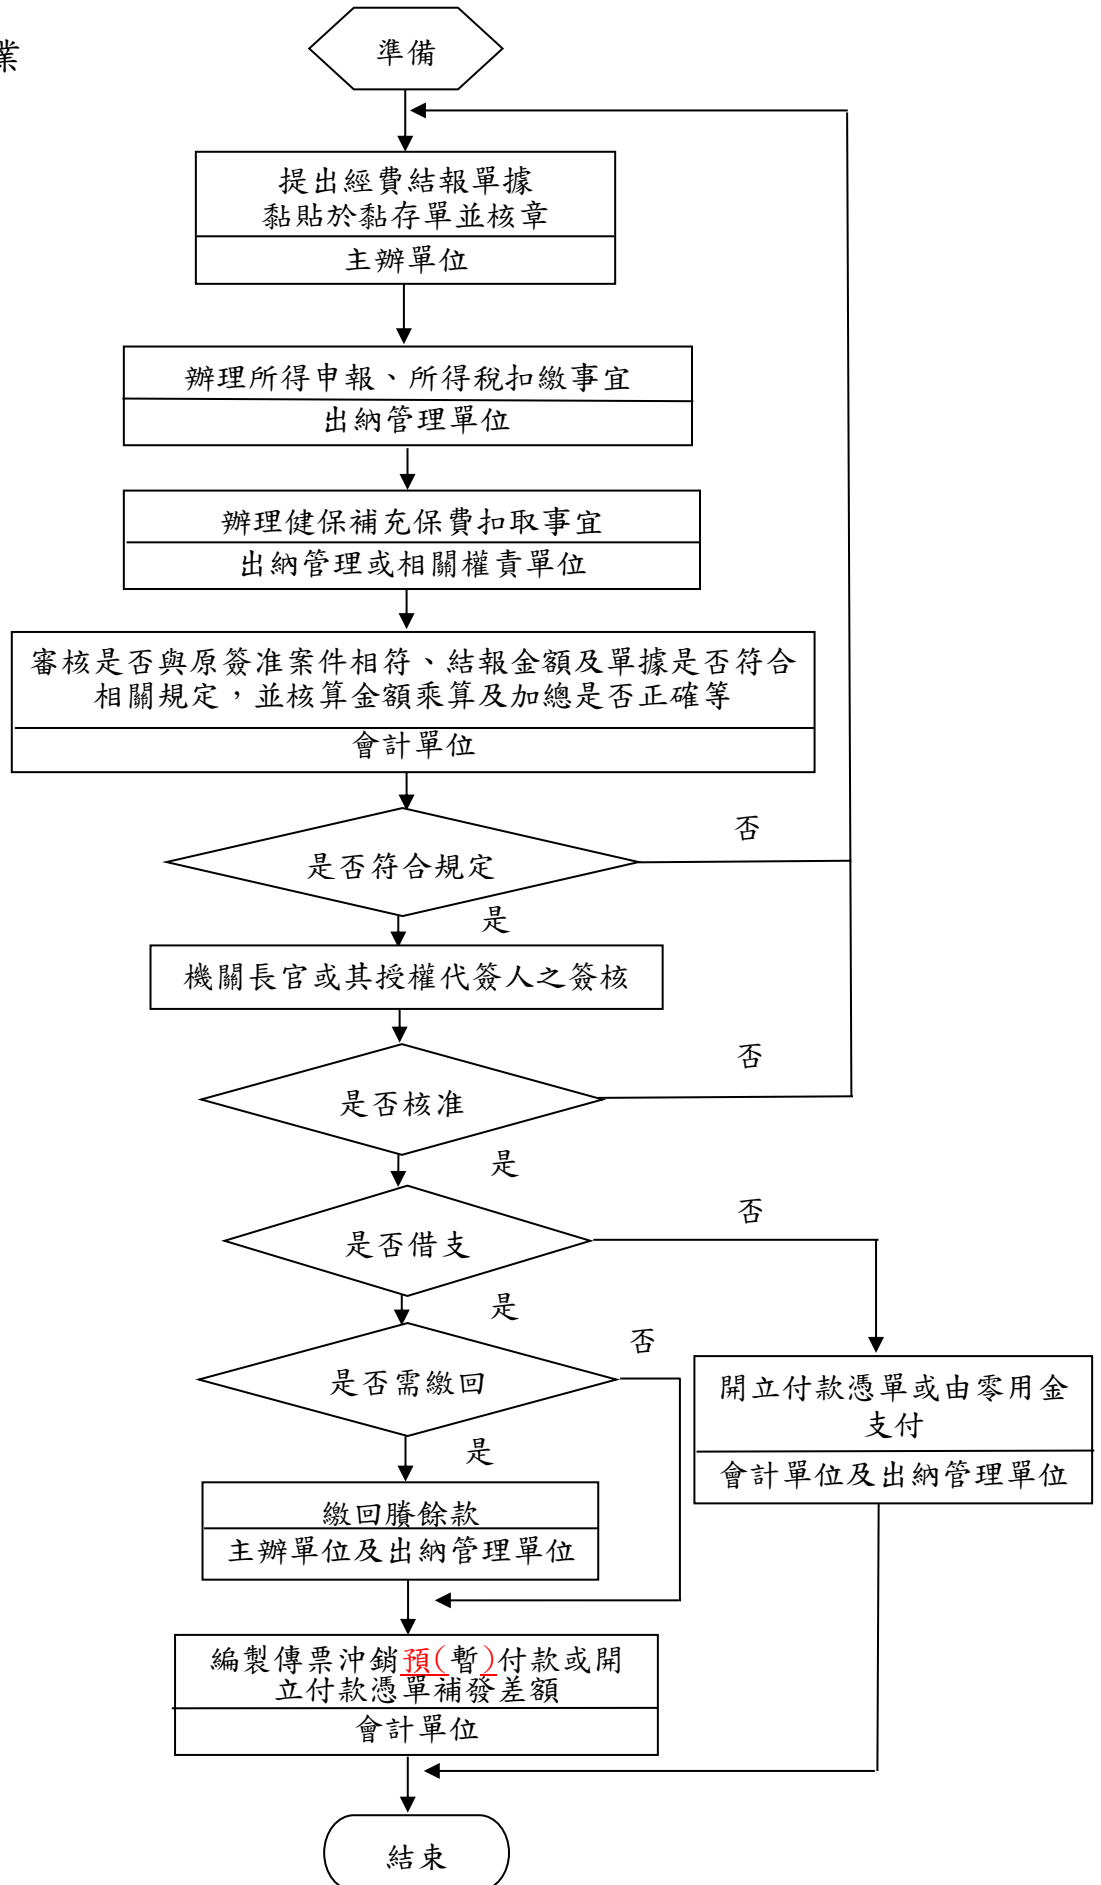 業
準備
提出經費結報單據
黏貼於黏存單並核章
主辦單位
辦理所得申報、所得稅扣繳事宜
出納管理單位
辦理健保補充保費扣取事宜
出納管理或相關權責單位
審核是否與原簽准案件相符、結報金額及單據是否符合
相關規定，並核算金額乘算及加總是否正確等
會計單位
是否符合規定
否
是
機關長官或其授權代簽人之簽核
是否核准
否
是
是否借支
否
是
是否需繳回
否
是
開立付款憑單或由零用金
支付
會計單位及出納管理單位
繳回賸餘款
主辦單位及出納管理單位
編製傳票沖銷預(暫)付款或開
立付款憑單補發差額
會計單位
結束